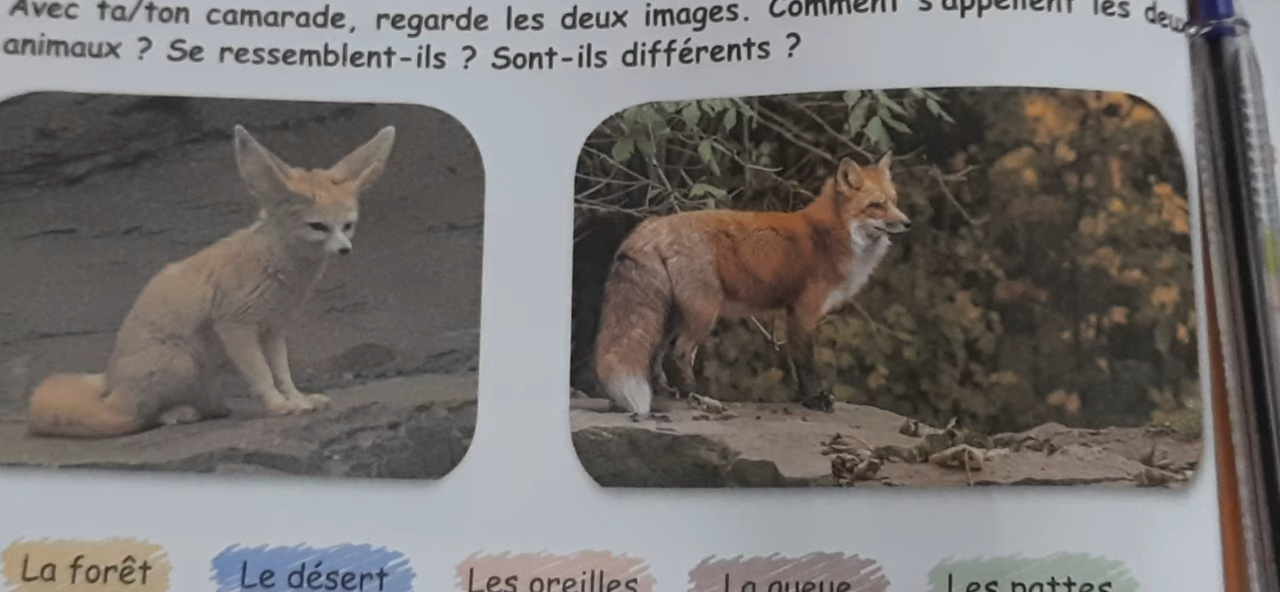 Avec ta/ton camarade, regarde les deux images. Comment s'appellent les deux
animaux ? Se ressemblent-ils ? Sont-ils différents ?
La forêt
Le désert
Les oreilles
La queue
Les pattes